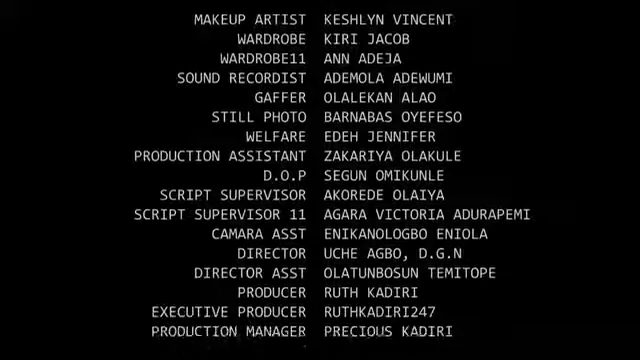 MAKEUP ARTIST KESHLYN VINCENT
WARDROBE KIRI JACOB
WARDROBE11 ANN ADEJA
SOUND RECORDIST ADEMOLA ADEWUMI
GAFFER OLALEKAN ALAO
STILL PHOTO BARNABAS OYEFESO
WELFARE EDEH JENNIFER
PRODUCTION ASSISTANT ZAKARIYA OLAKULE
D.O.P SEGUN OMIKUNLE
SCRIPT SUPERVISOR AKOREDE OLAIYA
SCRIPT SUPERVISOR 11 AGARA VICTORIA ADURAPEMI
CAMARA ASST ENIKANOLOGBO ENIOLA
DIRECTOR UCHE AGBO, D.G.N
DIRECTOR ASST OLATUNBOSUN TEMITOPE
PRODUCER RUTH KADIRI
EXECUTIVE PRODUCER RUTHKADIRI247
PRODUCTION MANAGER PRECIOUS KADIRI